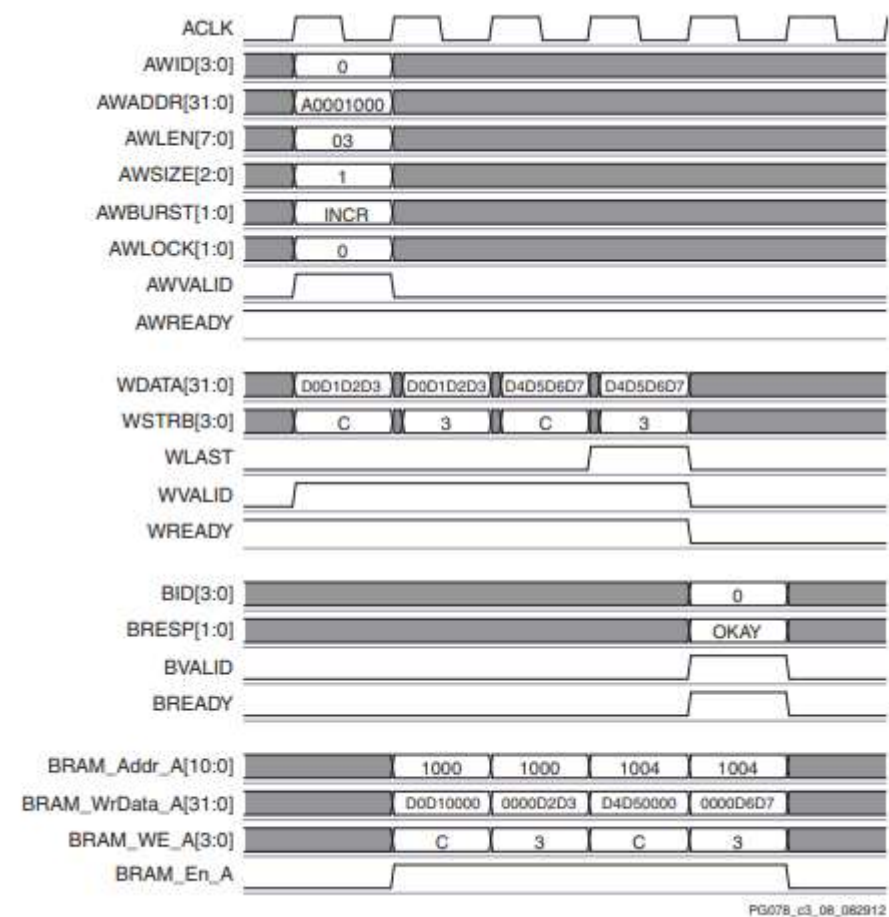 ACLK
AWID[3:0] 0
AWADDR[31:0] A0001000
AWLEN[7:0] 03
AWSIZE[2:0] 1
AWBURST[1:0] INCR
AWLOCK[1:0] 0
AWVALID
AWREADY
WDATA[31:0] D0D1D2D3 D0D1D2D3 D4D5D6D7 D4D5D6D7
WSTRB[3:0] C 3 C 3
WLAST
WVALID
WREADY
BID[3:0] 0
BRESP[1:0] OKAY
BVALID
BREADY
BRAM_Addr_A[10:0] 1000 1000 1004 1004
BRAM_WrData_A[31:0] D0D10000 0000D2D3 D4D50000 0000D6D7
BRAM_WE_A[3:0] C 3 C 3
BRAM_En_A
PG078_c3_08_082912